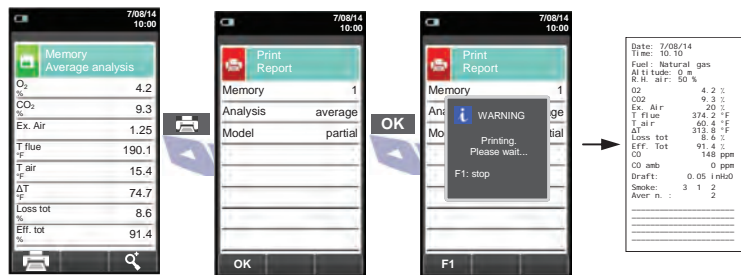 7/08/14
10:00
Memory
Average analysis
O2
% 4.2
CO2
% 9.3
Ex. Air 1.25
T flue
°F 190.1
T air
°F 15.4
ΔT
°F 74.7
Loss tot
% 8.6
Eff. tot
% 91.4
7/08/14
10:00
Print
Report
Memory 1
Analysis average
Model partial
OK
OK
7/08/14
10:00
Print
Report
Memory 1
Ana ge
Mo tial
i WARNING
Printing.
Please wait...
F1: stop
F1
Date: 7/08/14
Time: 10.10
Fuel: Natural gas
Altitude: 0 m
R.H. air: 50 %
O2 4.2 %
CO2 9.3 %
Ex. Air 20 %
T flue 374.2 °F
T air 60.4 °F
ΔT 313.8 °F
Loss tot 8.6 %
Eff. Tot 91.4 %
CO 148 ppm
CO amb 0 ppm
Draft: 0.05 inH2O
Smoke: 3 1 2
Aver n. : 2